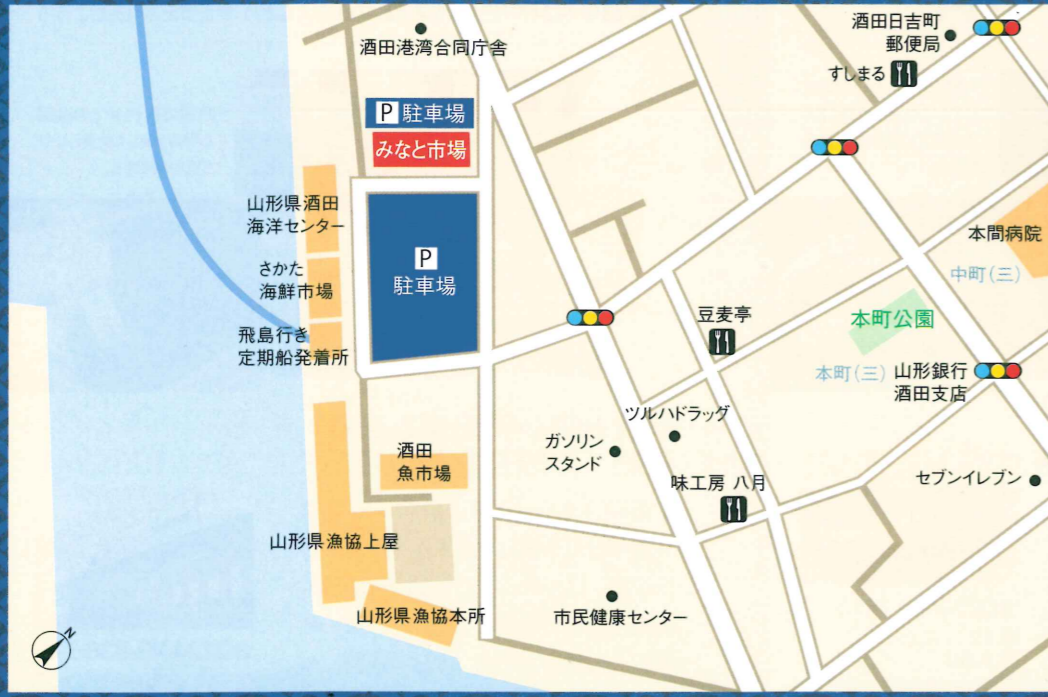 酒田港湾合同庁舎
酒田日吉町
郵便局
すしまる
P 駐車場
みなと市場
山形県酒田
海洋センター
さかた
海鮮市場
飛島行き
定期船発着所
P
駐車場
本間病院
中町(三)
豆麦亭
本町公園
本町(三)
山形銀行
酒田支店
ツルハドラッグ
ガソリン
スタンド
酒田
魚市場
味工房 八月
セブンイレブン
山形県漁協上屋
山形県漁協本所
市民健康センター
N